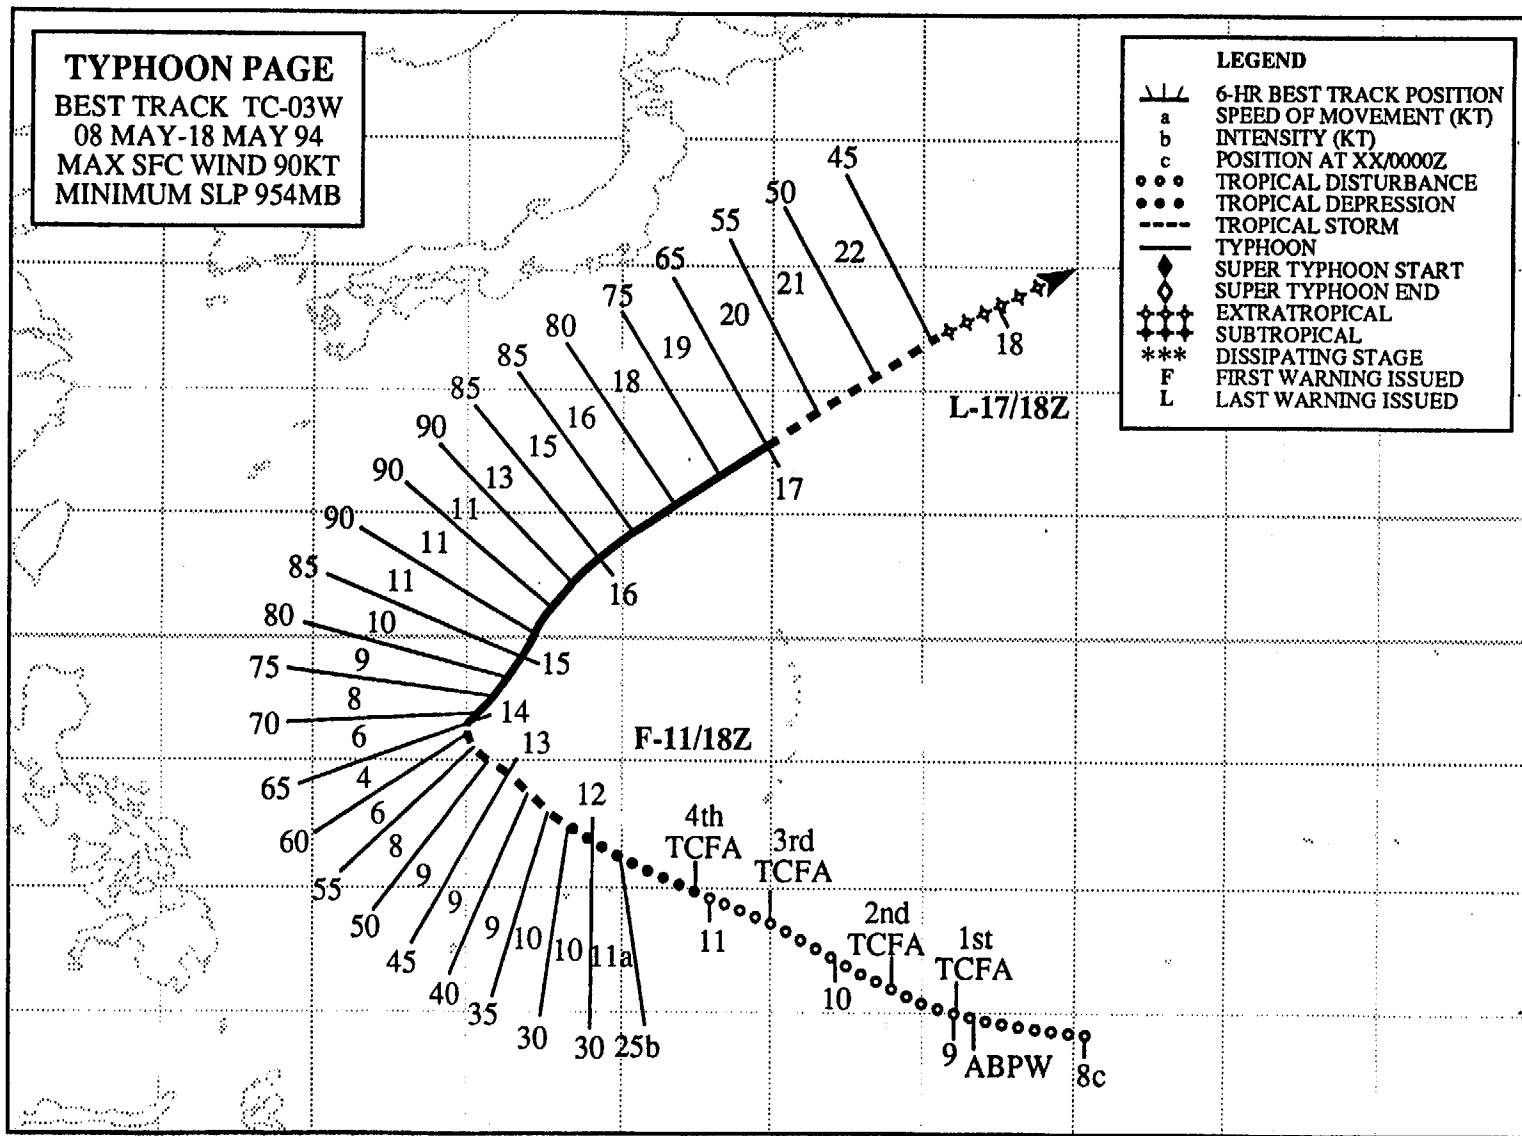 TYPHOON PAGE
BEST TRACK TC-03W
08 MAY-18 MAY 94
MAX SFC WIND 90KT
MINIMUM SLP 954MB
LEGEND
6-HR BEST TRACK POSITION
a SPEED OF MOVEMENT (KT)
b INTENSITY (KT)
c POSITION AT XX/0000Z
TROPICAL DISTURBANCE
TROPICAL DEPRESSION
TROPICAL STORM
TYPHOON
SUPER TYPHOON START
SUPER TYPHOON END
EXTRATROPICAL
SUBTROPICAL
*** DISSIPATING STAGE
F FIRST WARNING ISSUED
L LAST WARNING ISSUED
45
50
55
65
75
80
85
85
90
90
90
85
80
75
70
65
60
55
50
45
40
35
30
30
25b
22
21
20
19
18
16
15
13
11
11
11
10
9
8
6
4
6
8
9
9
9
10
10
11a
18
L-17/18Z
17
16
15
14
13
F-11/18Z
12
4th
TCFA
3rd
TCFA
11
2nd
TCFA
10
1st
TCFA
9
ABPW
8c